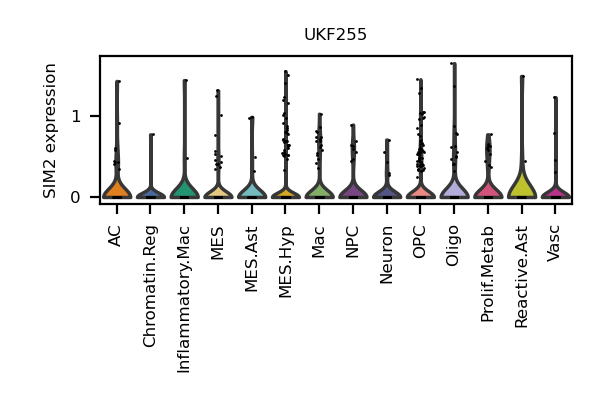 UKF255
SIM2 expression
1
0
AC
Chromatin.Reg
Inflammatory.Mac
MES
MES.Ast
MES.Hyp
Mac
NPC
Neuron
OPC
Oligo
Prolif.Metab
Reactive.Ast
Vasc